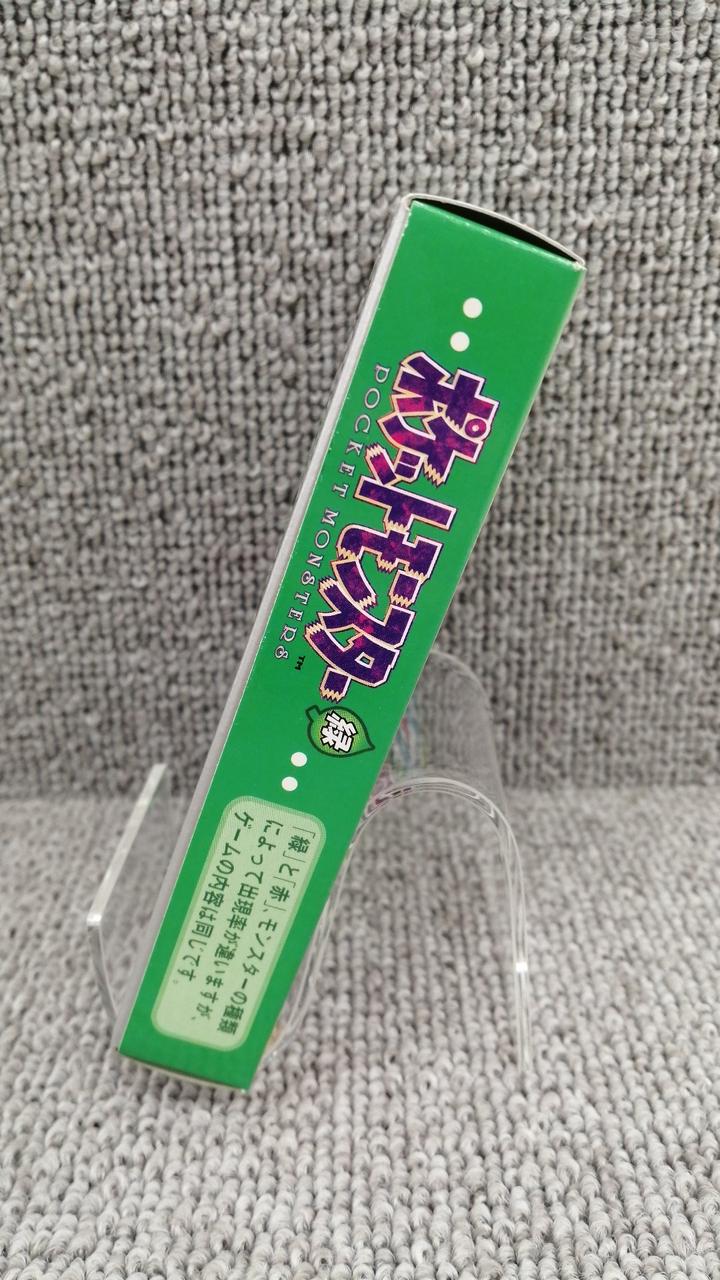 ポケットモンスター
POCKET MONSTERS™
緑
「緑」と「赤」、モンスターの種類
によって出現率が違いますが、
ゲームの内容は同じです。